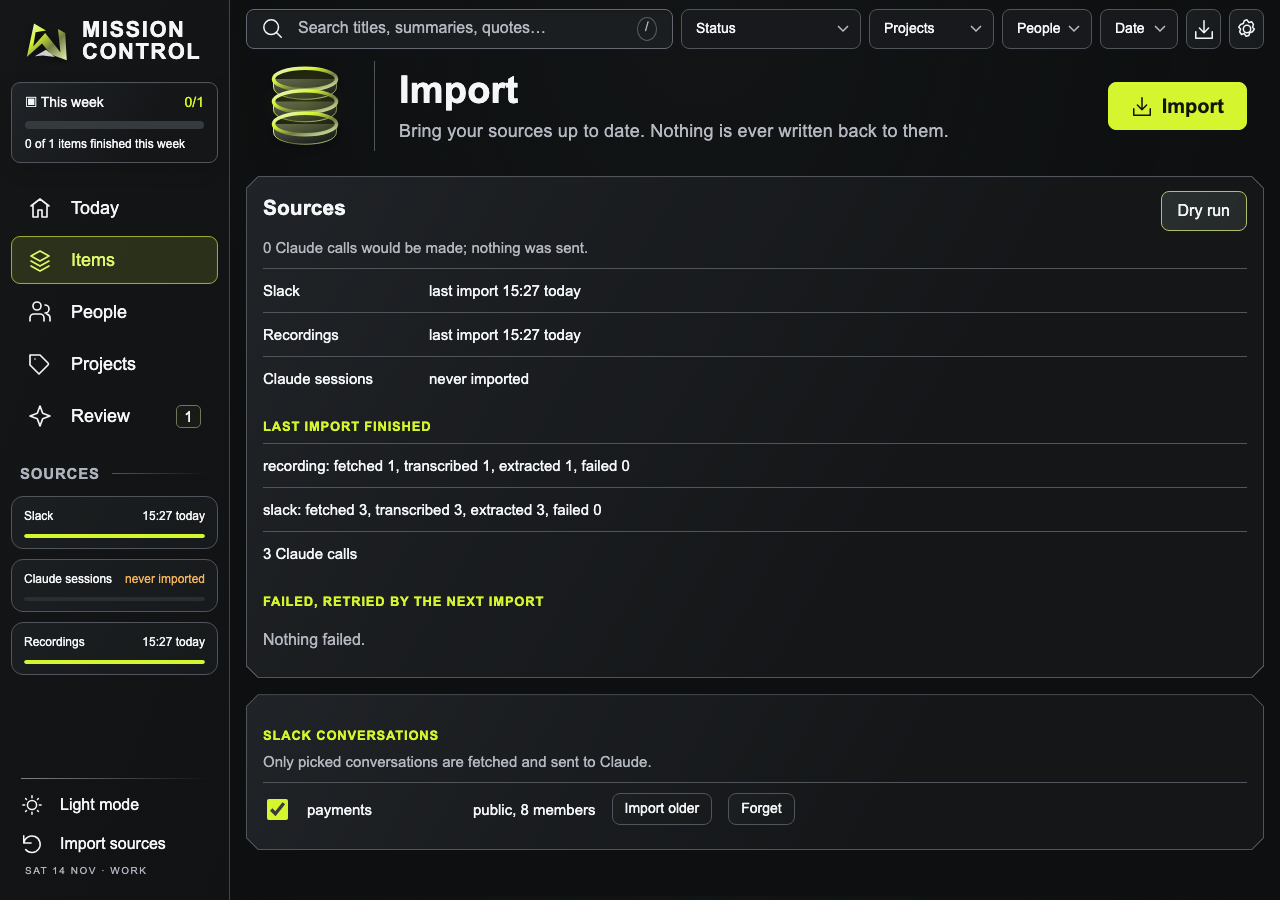 MISSION
CONTROL
This week 0/1
0 of 1 items finished this week
Today
Items
People
Projects
Review 1
SOURCES
Slack 15:27 today
Claude sessions never imported
Recordings 15:27 today
Light mode
Import sources
SAT 14 NOV · WORK
Search titles, summaries, quotes… /
Status
Projects
People
Date
Import
Bring your sources up to date. Nothing is ever written back to them.
Import
Sources
Dry run
0 Claude calls would be made; nothing was sent.
Slack last import 15:27 today
Recordings last import 15:27 today
Claude sessions never imported
LAST IMPORT FINISHED
recording: fetched 1, transcribed 1, extracted 1, failed 0
slack: fetched 3, transcribed 3, extracted 3, failed 0
3 Claude calls
FAILED, RETRIED BY THE NEXT IMPORT
Nothing failed.
SLACK CONVERSATIONS
Only picked conversations are fetched and sent to Claude.
payments public, 8 members Import older Forget